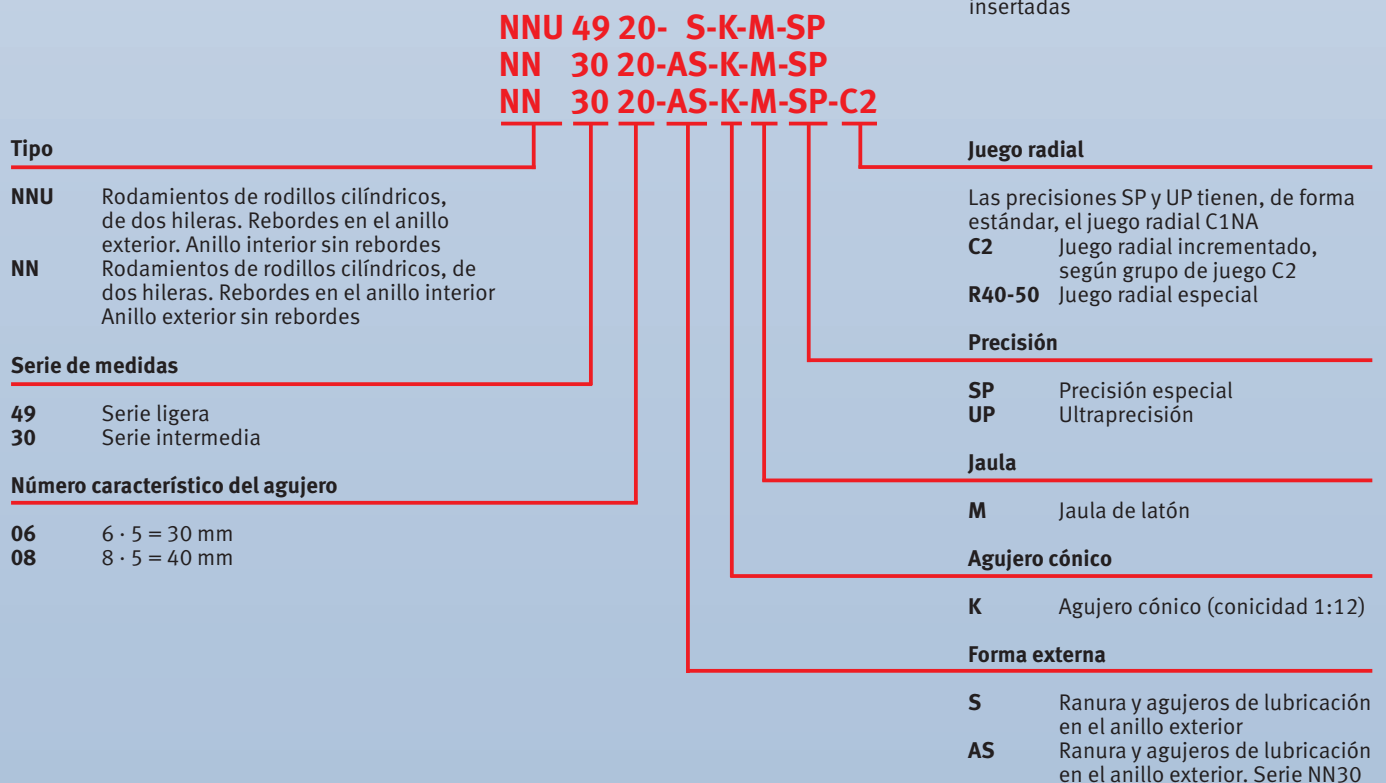 insertadas
NNU 49 20- S-K-M-SP
NN 30 20-AS-K-M-SP
NN 30 20-AS-K-M-SP-C2
Tipo
NNU Rodamientos de rodillos cilíndricos,
de dos hileras. Rebordes en el anillo
exterior. Anillo interior sin rebordes
NN Rodamientos de rodillos cilíndricos, de
dos hileras. Rebordes en el anillo interior
Anillo exterior sin rebordes
Serie de medidas
49 Serie ligera
30 Serie intermedia
Número característico del agujero
06 6 · 5 = 30 mm
08 8 · 5 = 40 mm
Juego radial
Las precisiones SP y UP tienen, de forma
estándar, el juego radial C1NA
C2 Juego radial incrementado,
según grupo de juego C2
R40-50 Juego radial especial
Precisión
SP Precisión especial
UP Ultraprecisión
Jaula
M Jaula de latón
Agujero cónico
K Agujero cónico (conicidad 1:12)
Forma externa
S Ranura y agujeros de lubricación
en el anillo exterior
AS Ranura y agujeros de lubricación
en el anillo exterior. Serie NN30